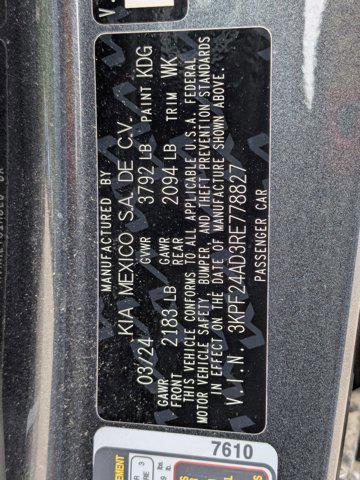 MANUFACTURED BY
KIA MEXICO S.A. DE C.V.
03/24 GVWR 3792 LB PAINT KDG
GAWR FRONT 2183 LB GAWR REAR 2094 LB TRIM WK
THIS VEHICLE CONFORMS TO ALL APPLICABLE U.S.A. FEDERAL
MOTOR VEHICLE SAFETY, BUMPER, AND THEFT PREVENTION STANDARDS
IN EFFECT ON THE DATE OF MANUFACTURE SHOWN ABOVE.
V.I.N. 3KPF24AD3RE778827
PASSENGER CAR
7610